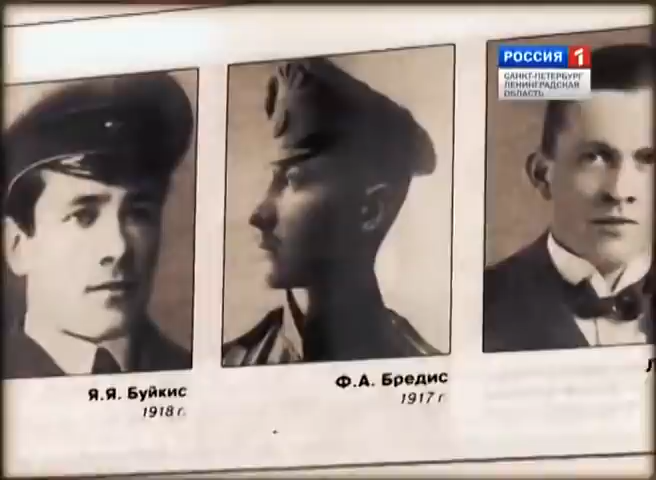 РОССИЯ 1
САНКТ-ПЕТЕРБУРГ
ЛЕНИНГРАДСКАЯ
ОБЛАСТЬ
Я.Я. Буйкис
1918 г.
Ф.А. Бредис
1917 г